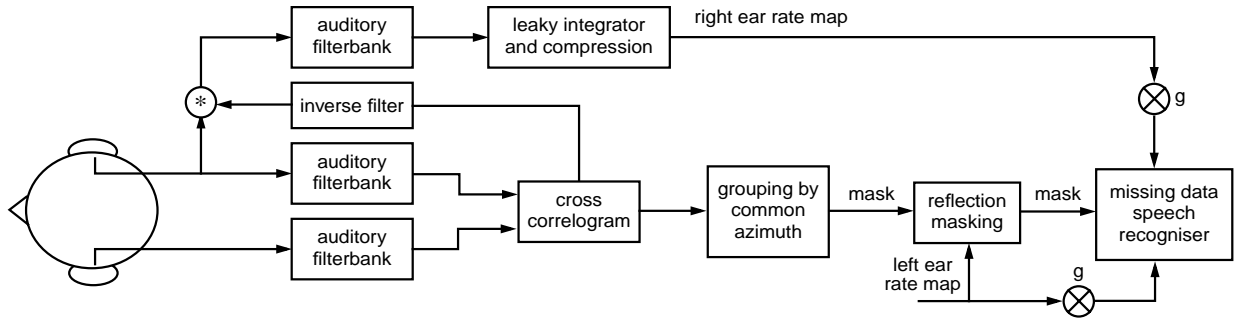 auditory
filterbank
leaky integrator
and compression
right ear rate map
*
inverse filter
g
auditory
filterbank
cross
correlogram
grouping by
common
azimuth
mask
reflection
masking
mask
missing data
speech
recogniser
auditory
filterbank
left ear
rate map
g